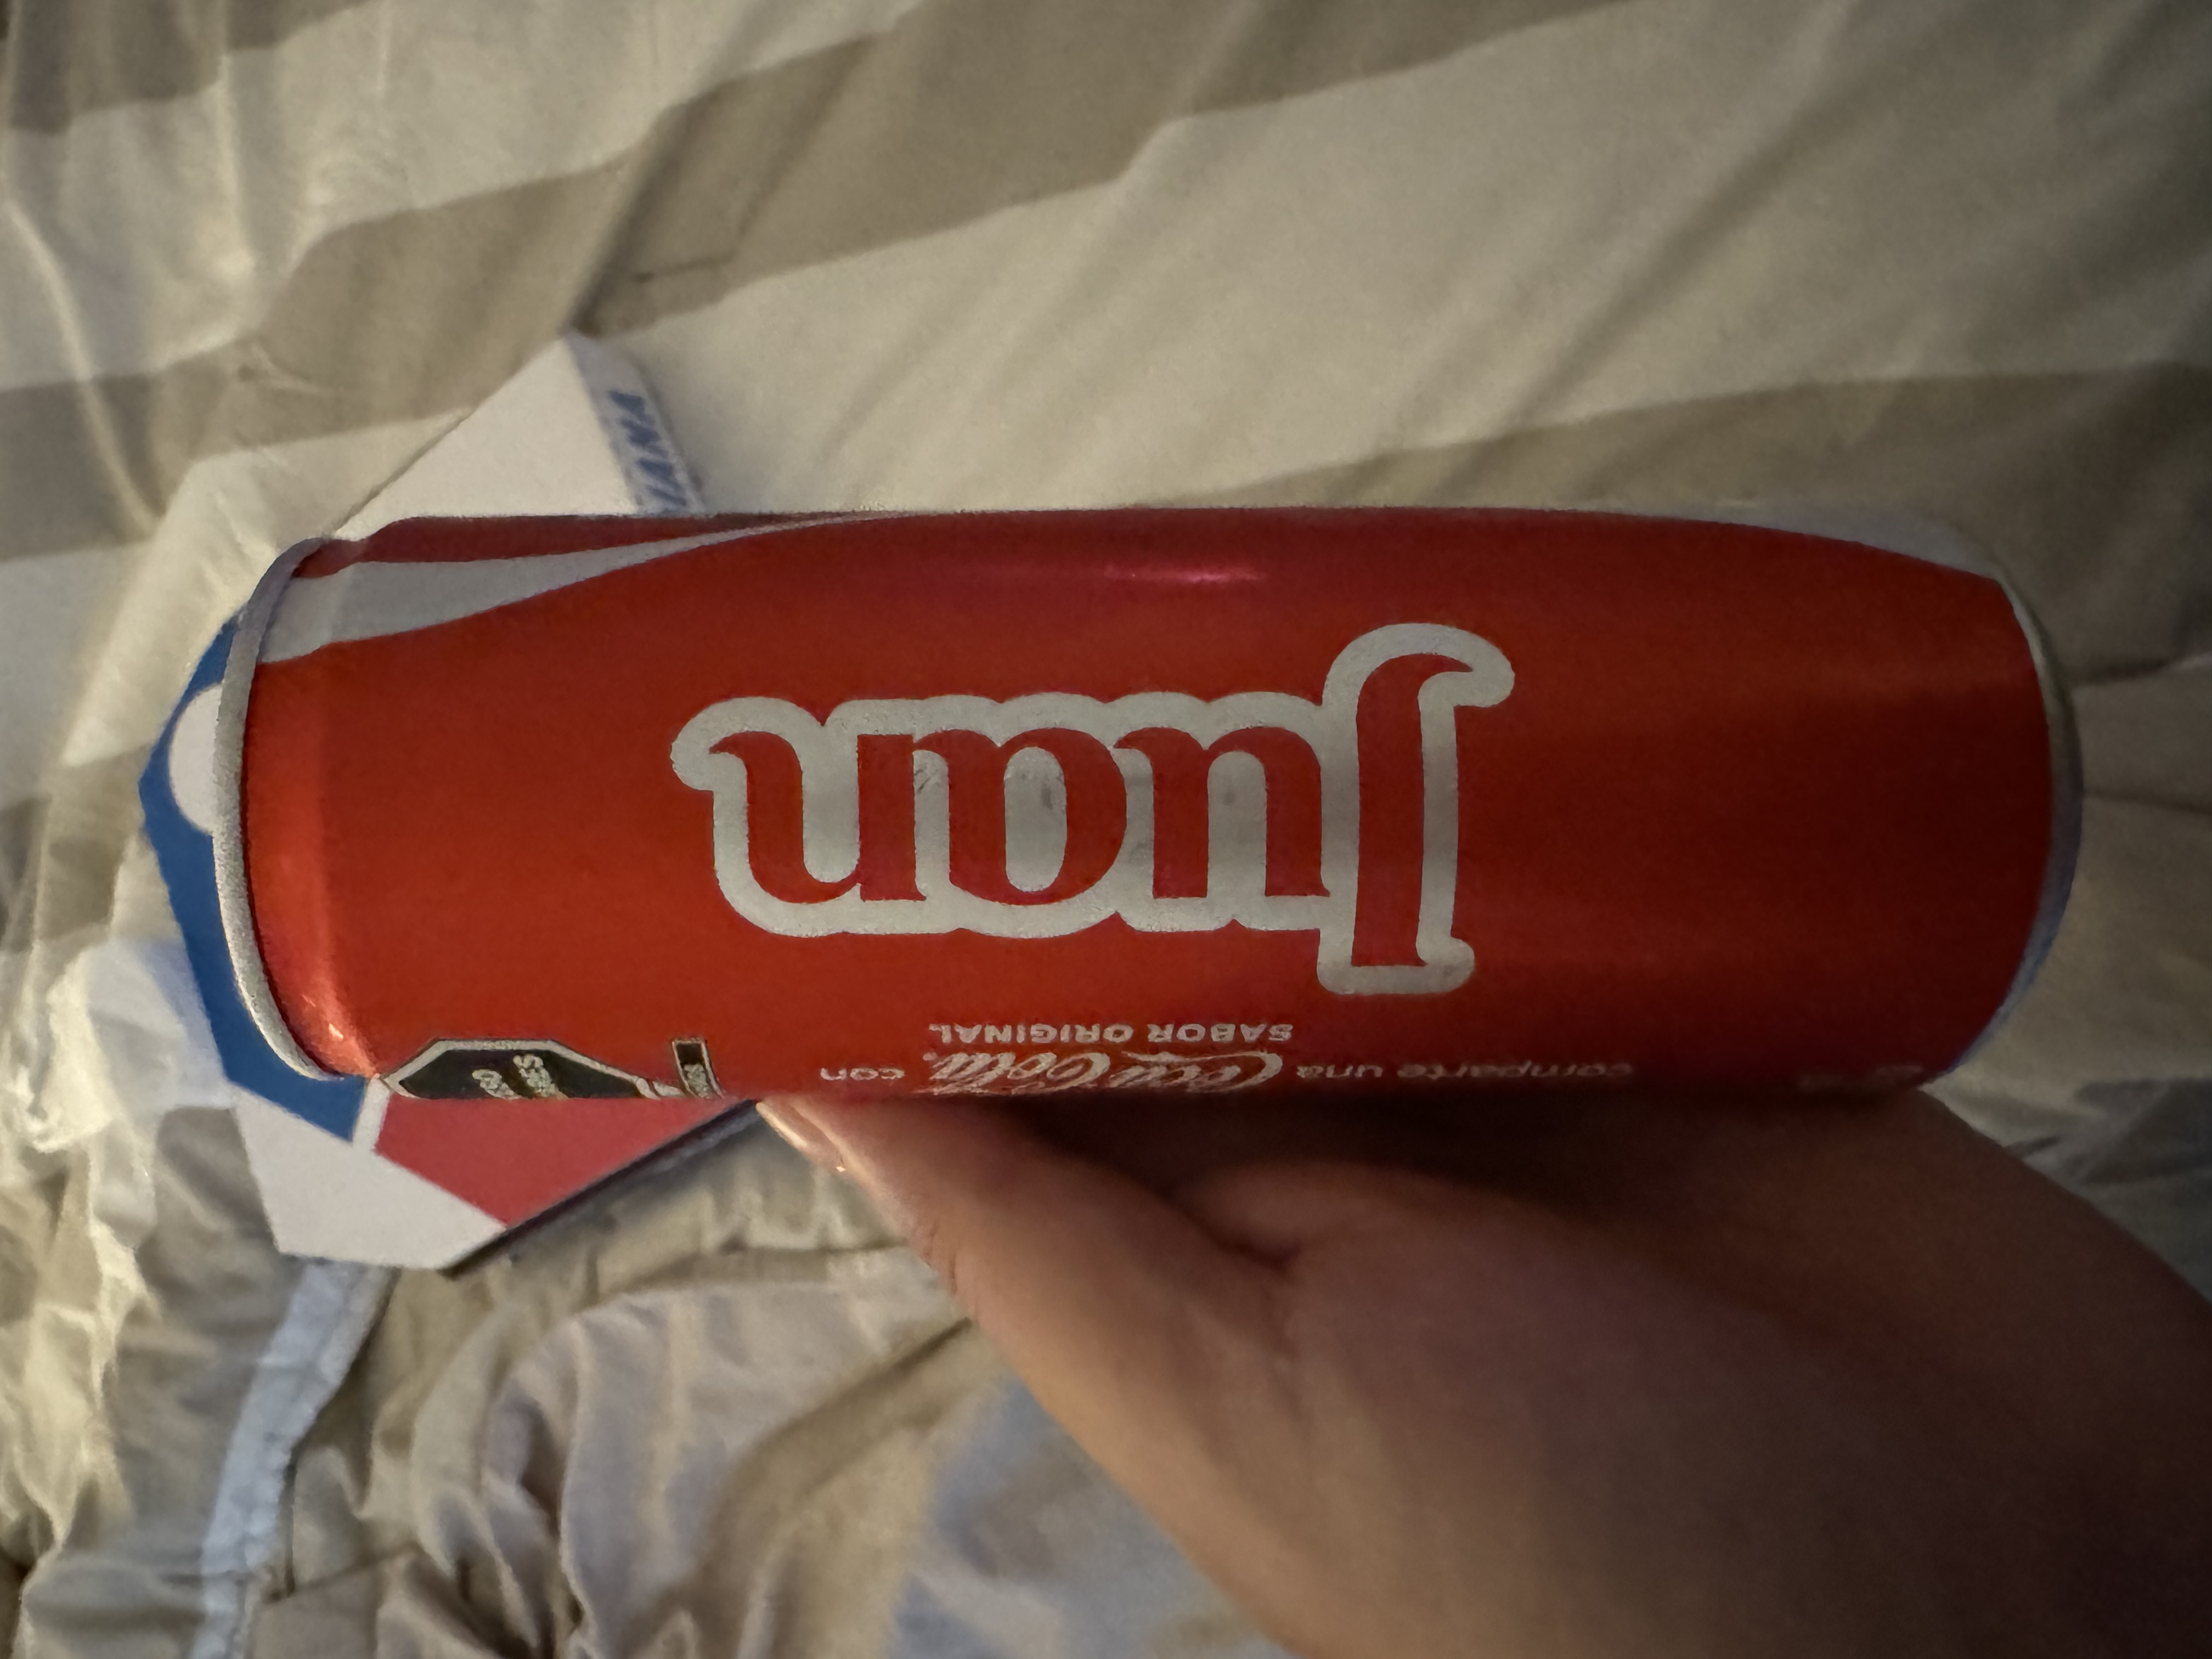 comparte una Coca-Cola con
SABOR ORIGINAL
Juan